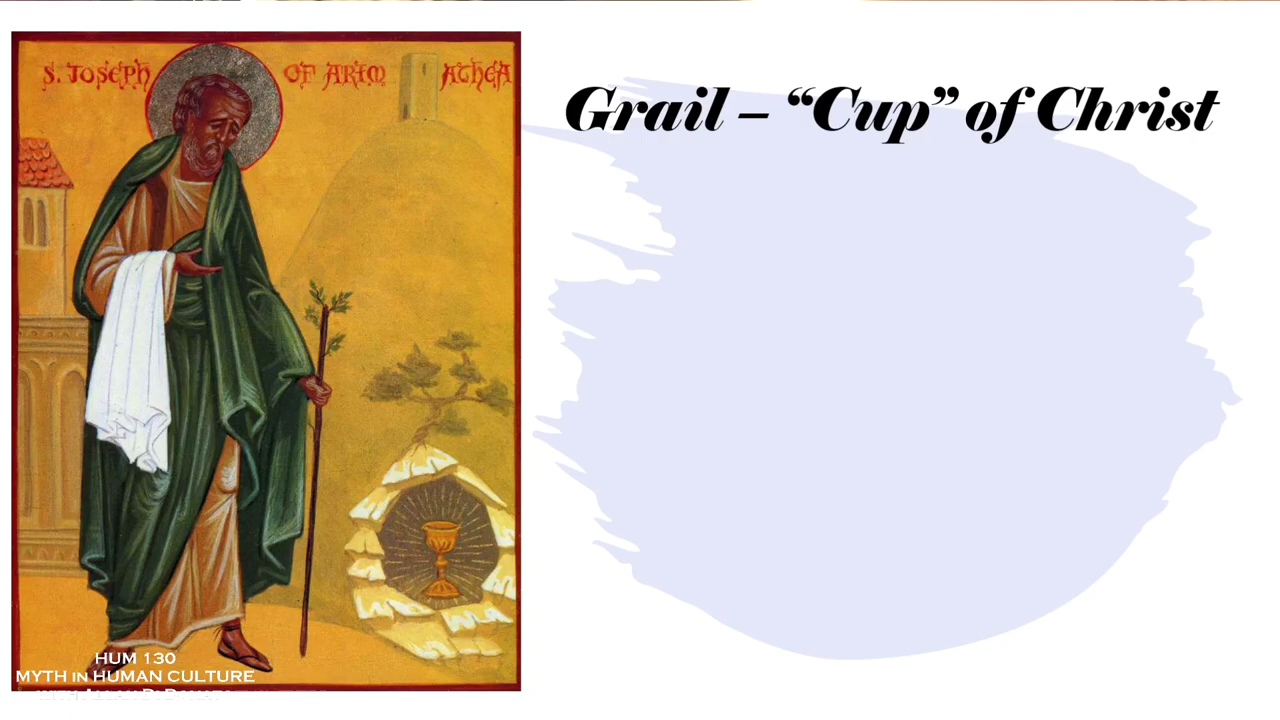 S. JOSEPH OF ARIM ATHEA
Grail – “Cup” of Christ
HUM 130
MYTH in HUMAN CULTURE